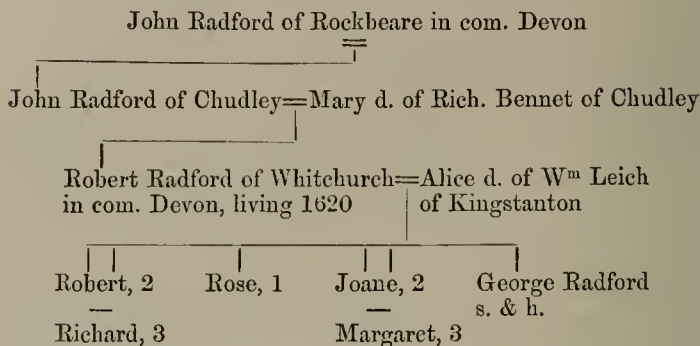 John Radford of Rockbeare in com. Devon
John Radford of Chudley=Mary d. of Rich. Bennet of Chudley
Robert Radford of Whitchurch=Alice d. of Wᵐ Leich
in com. Devon, living 1620 of Kingstanton
Robert, 2 Rose, 1 Joane, 2 George Radford
s. & h.
Richard, 3 Margaret, 3